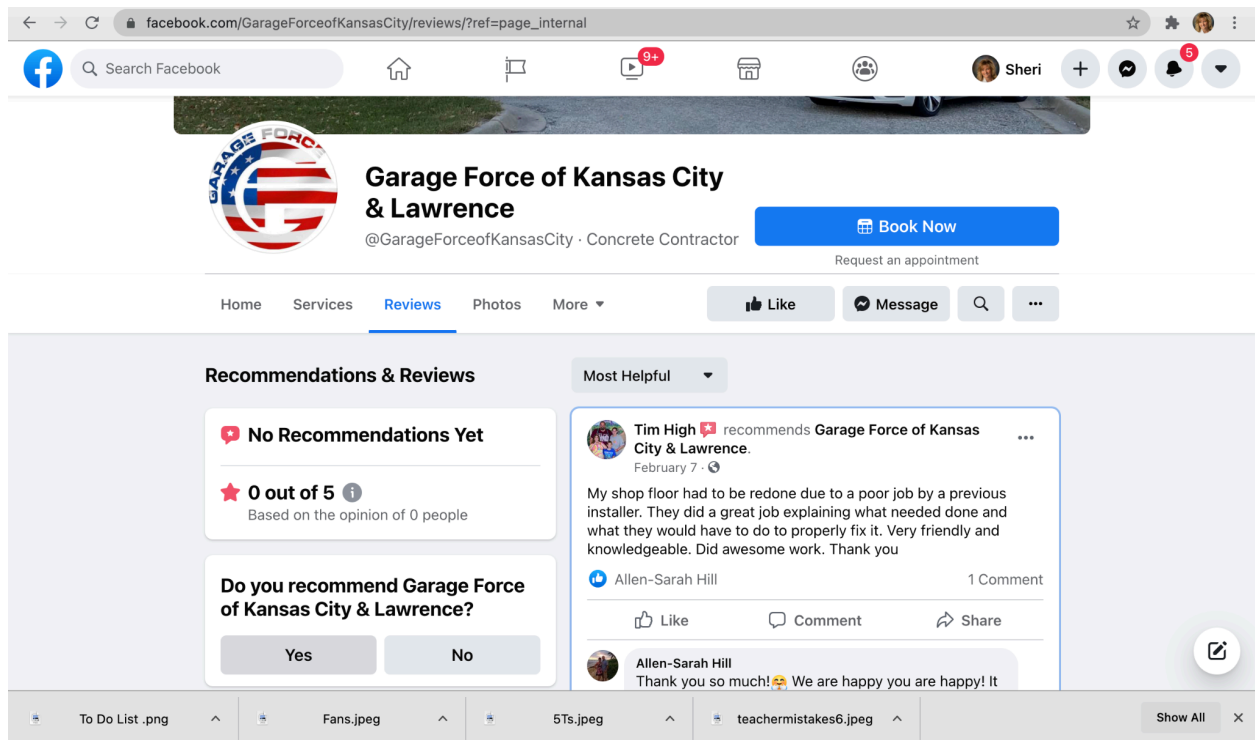 facebook.com/GarageForceofKansasCity/reviews/?ref=page_internal
Search Facebook
9+
Sheri
5
GARAGE FORCE
Garage Force of Kansas City
& Lawrence
@GarageForceofKansasCity · Concrete Contractor
Book Now
Request an appointment
Home Services Reviews Photos More
Like Message
Recommendations & Reviews
Most Helpful
No Recommendations Yet
0 out of 5
Based on the opinion of 0 people
Do you recommend Garage Force
of Kansas City & Lawrence?
Yes No
Tim High recommends Garage Force of Kansas
City & Lawrence.
February 7 ·
My shop floor had to be redone due to a poor job by a previous
installer. They did a great job explaining what needed done and
what they would have to do to properly fix it. Very friendly and
knowledgeable. Did awesome work. Thank you
Allen-Sarah Hill 1 Comment
Like Comment Share
Allen-Sarah Hill
Thank you so much! We are happy you are happy! It
To Do List .png Fans.jpeg 5Ts.jpeg teachermistakes6.jpeg Show All